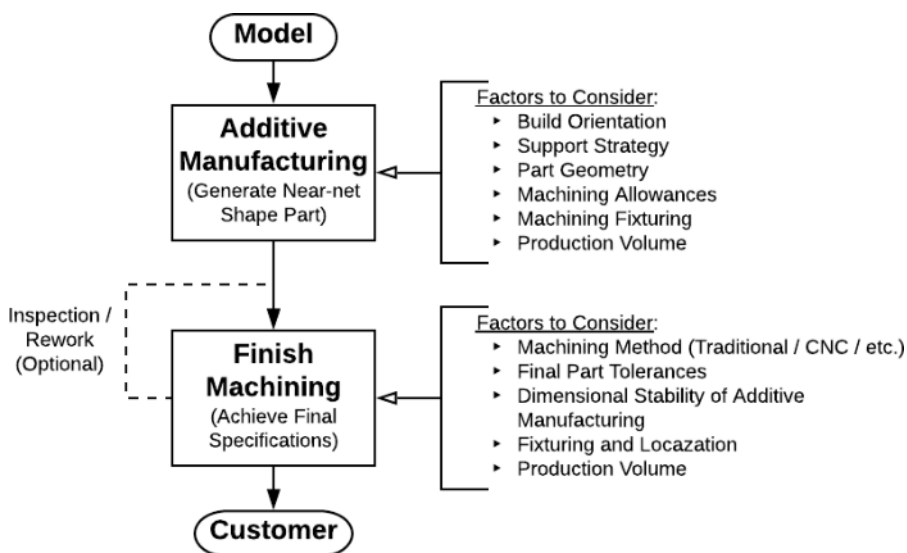 Model
Additive
Manufacturing
(Generate Near-net
Shape Part)
Factors to Consider:
‣ Build Orientation
‣ Support Strategy
‣ Part Geometry
‣ Machining Allowances
‣ Machining Fixturing
‣ Production Volume
Inspection /
Rework
(Optional)
Finish
Machining
(Achieve Final
Specifications)
Factors to Consider:
‣ Machining Method (Traditional / CNC / etc.)
‣ Final Part Tolerances
‣ Dimensional Stability of Additive
Manufacturing
‣ Fixturing and Locazation
‣ Production Volume
Customer